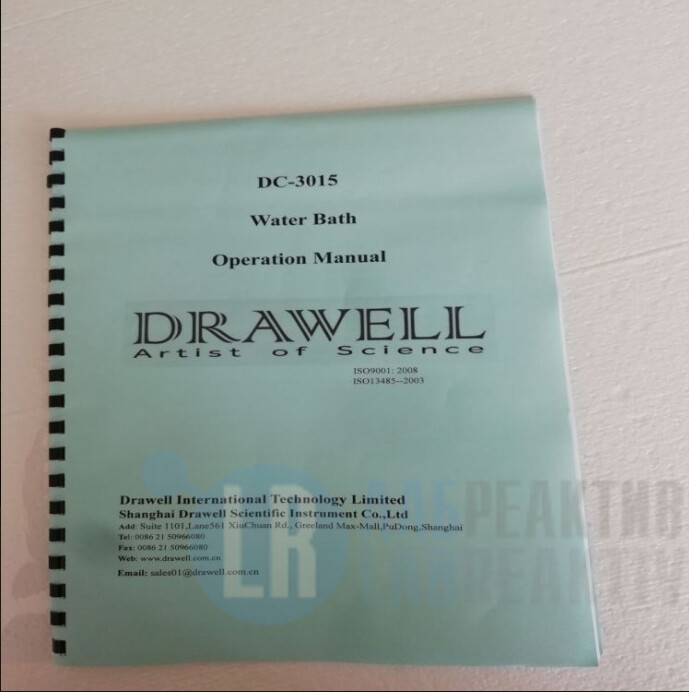 DC-3015
Water Bath
Operation Manual
DRAWELL
Artist of Science
ISO9001: 2008
ISO13485--2003
Drawell International Technology Limited
Shanghai Drawell Scientific Instrument Co.,Ltd
Add: Suite 1101,Lane561 XiuChuan Rd., Greeland Max-Mall,PuDong,Shanghai
Tel: 0086 21 50966080
Fax: 0086 21 50966080
Web: www.drawell.com.cn
Email: sales01@drawell.com.cn
LR